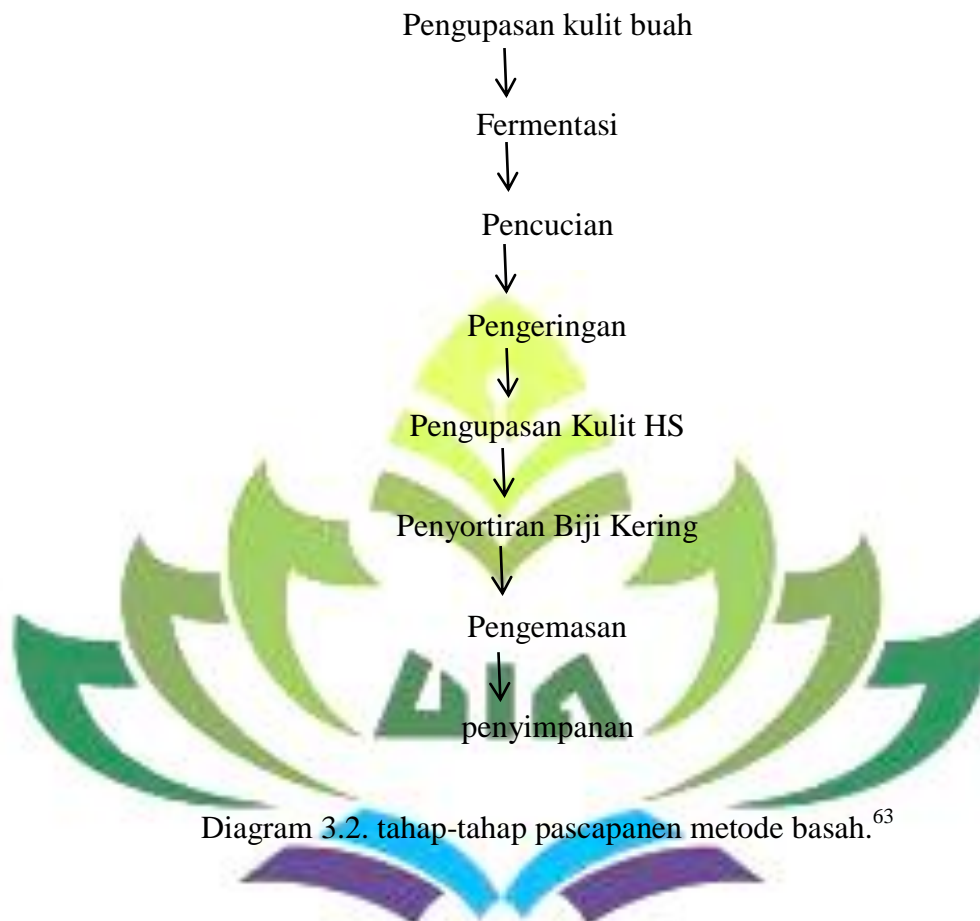 Pengupasan kulit buah
Fermentasi
Pencucian
Pengeringan
Pengupasan Kulit HS
Penyortiran Biji Kering
Pengemasan
penyimpanan
Diagram 3.2. tahap-tahap pascapanen metode basah.⁶³